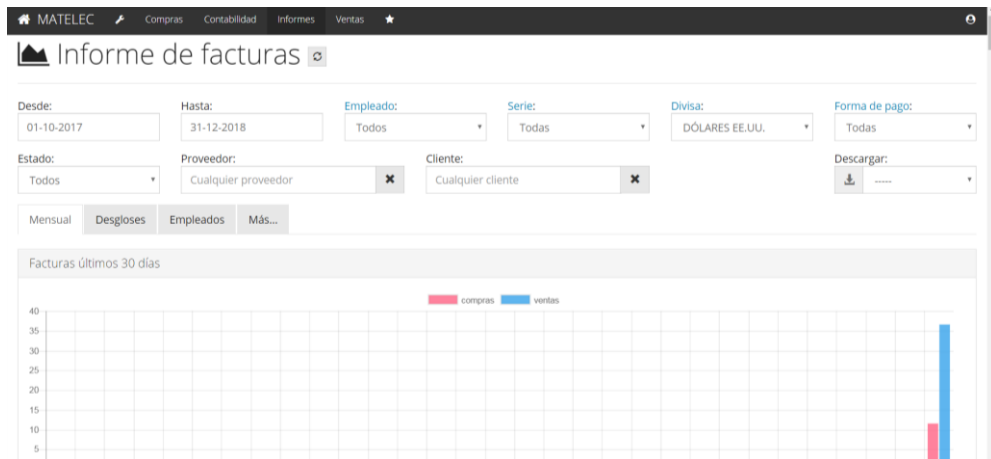 MATELEC Compras Contabilidad Informes Ventas
Informe de facturas
Desde: Hasta: Empleado: Serie: Divisa: Forma de pago:
01-10-2017 31-12-2018 Todos Todas DÓLARES EE.UU. Todas
Estado: Proveedor: Cliente: Descargar:
Todos Cualquier proveedor Cualquier cliente -----
Mensual Desgloses Empleados Más...
Facturas últimos 30 días
compras ventas
40
35
30
25
20
15
10
5